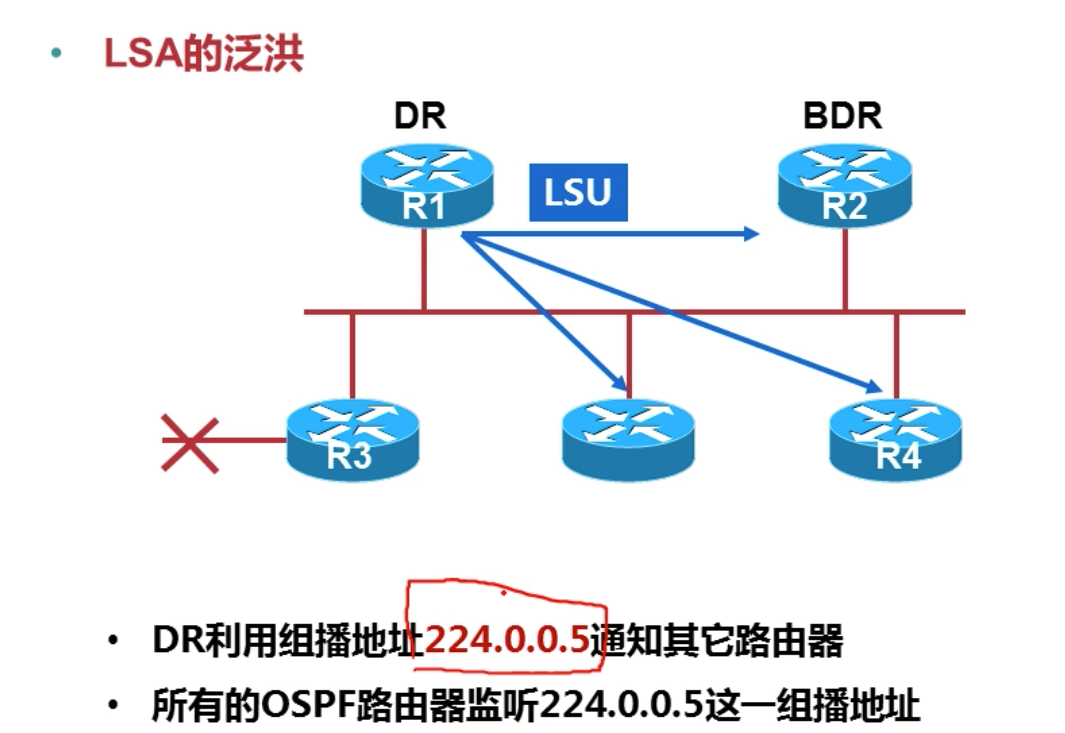 LSA的泛洪
DR
BDR
LSU
R1
R2
R3
R4
DR利用组播地址224.0.0.5通知其它路由器
所有的OSPF路由器监听224.0.0.5这一组播地址